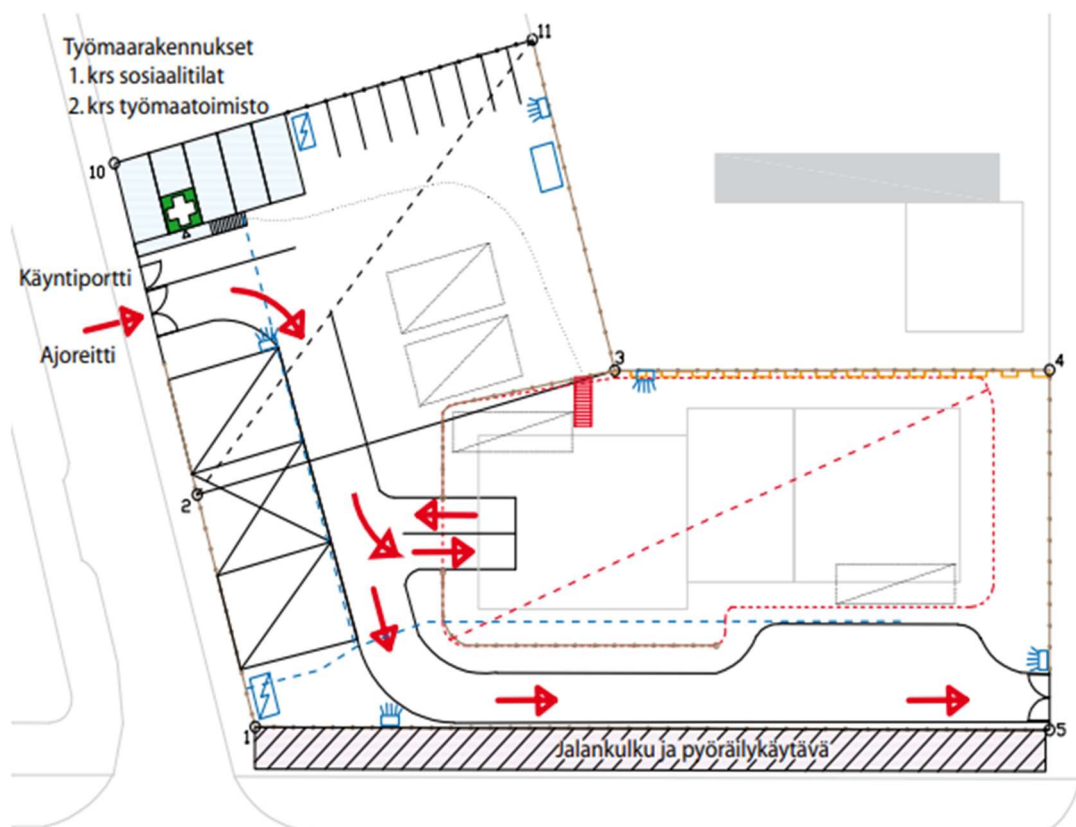 Työmaarakennukset
1. krs sosiaalitilat
2. krs työmaatoimisto
11
10
Käyntiportti
Ajoreitti
3
4
2
1
5
Jalankulku ja pyöräilykäytävä